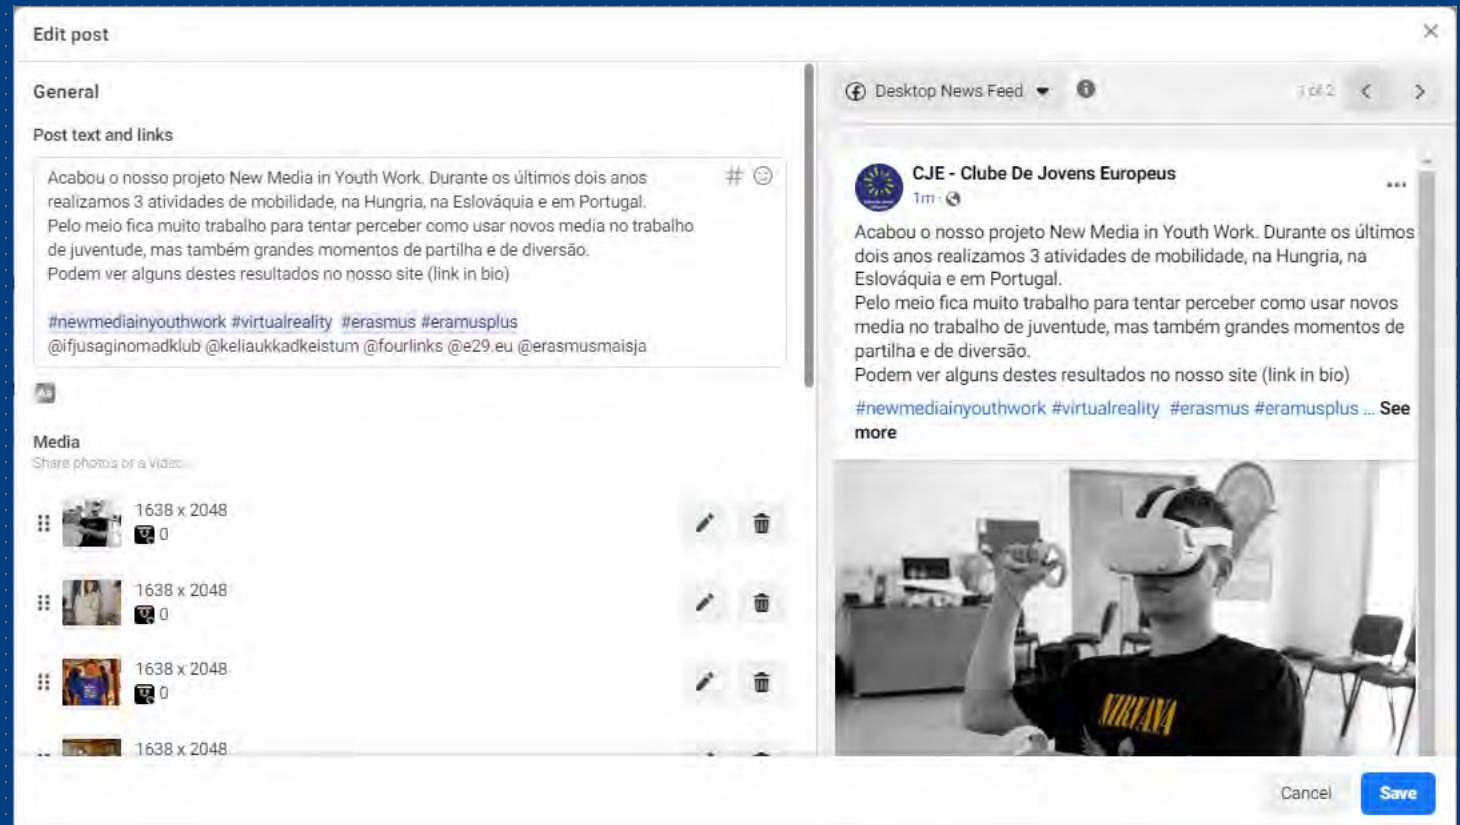 Edit post
General
Post text and links
Acabou o nosso projeto New Media in Youth Work. Durante os últimos dois anos
realizamos 3 atividades de mobilidade, na Hungria, na Eslováquia e em Portugal.
Pelo meio fica muito trabalho para tentar perceber como usar novos media no trabalho
de juventude, mas também grandes momentos de partilha e de diversão.
Podem ver alguns destes resultados no nosso site (link in bio)
#newmediainyouthwork #virtualreality #erasmus #eramusplus
@ifjusaginomadklub @keliaukkadkeistum @fourlinks @e29.eu @erasmusmaisja
Aa
Media
Share photos or a video.
1638 x 2048
0
1638 x 2048
0
1638 x 2048
0
1638 x 2048
Desktop News Feed
1 of 2
CJE - Clube De Jovens Europeus
1m ·
Acabou o nosso projeto New Media in Youth Work. Durante os últimos
dois anos realizamos 3 atividades de mobilidade, na Hungria, na
Eslováquia e em Portugal.
Pelo meio fica muito trabalho para tentar perceber como usar novos
media no trabalho de juventude, mas também grandes momentos de
partilha e de diversão.
Podem ver alguns destes resultados no nosso site (link in bio)
#newmediainyouthwork #virtualreality #erasmus #eramusplus ... See
more
NIRVANA
Cancel
Save